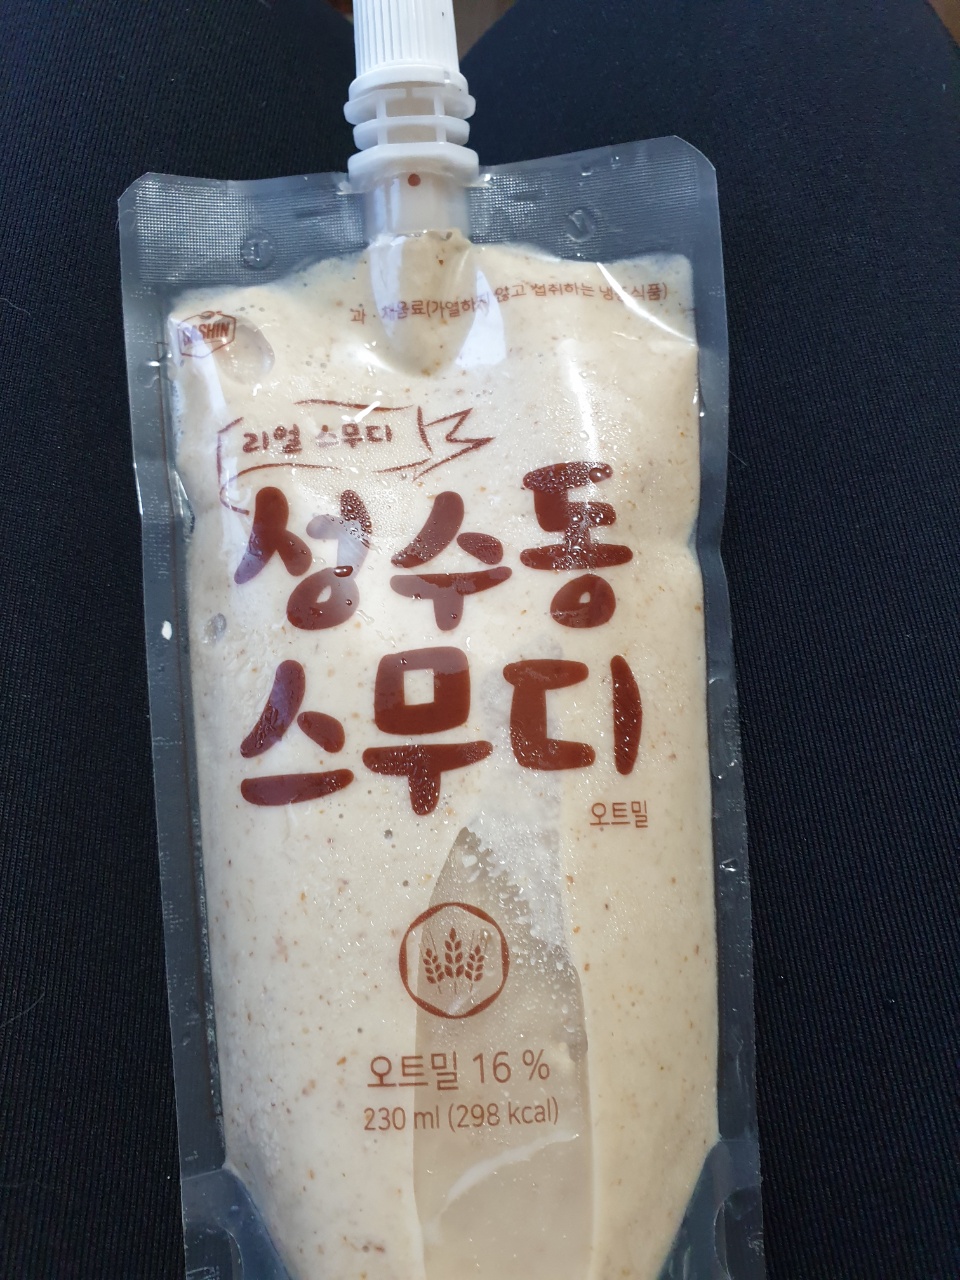 과·채음료(가열하지 않고 섭취하는 냉동식품)
리얼 스무디
성수동
스무디
오트밀
오트밀 16 %
230 ml (298 kcal)